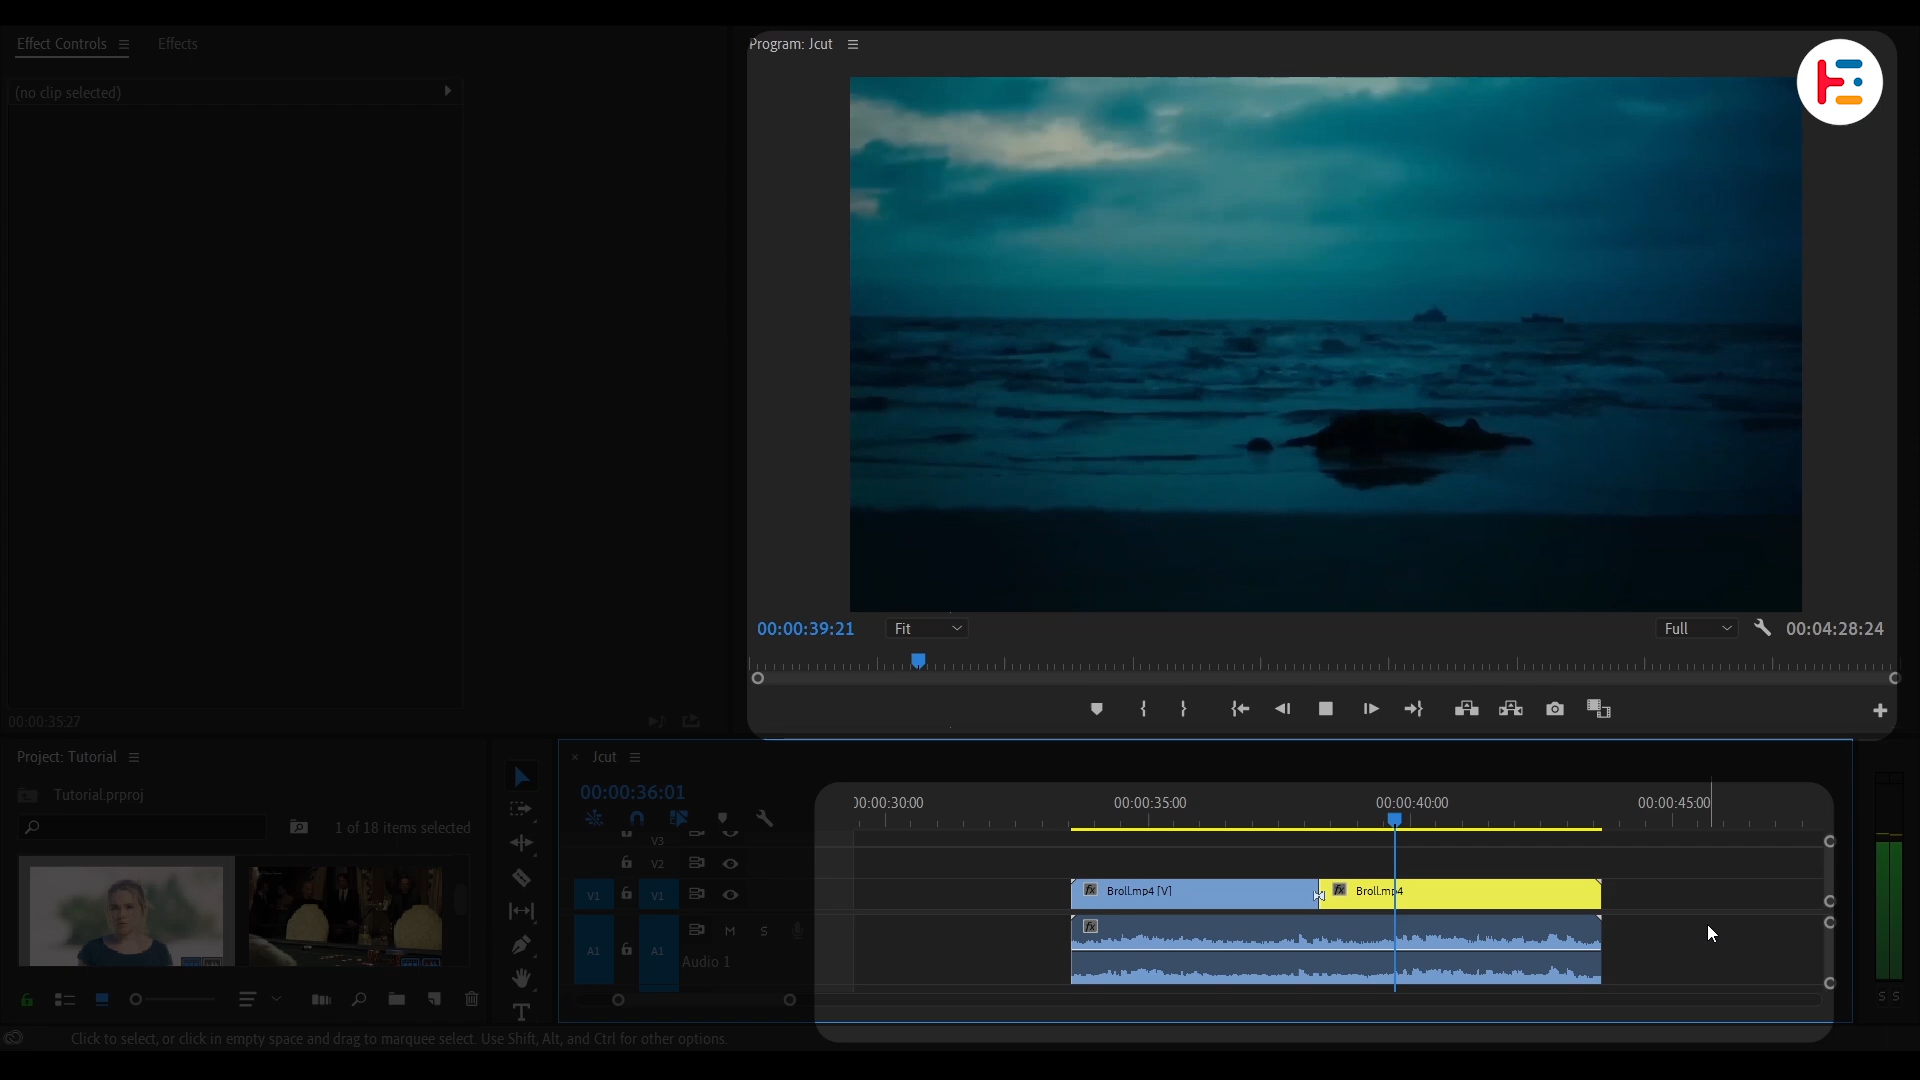 Effect Controls
Effects
Program: Jcut
(no clip selected)
00:00:39:21
Fit
Full
00:04:28:24
00:00:35:27
Project: Tutorial
Jcut
Tutorial.prproj
00:00:36:01
1 of 18 items selected
00:00:30:00
00:00:35:00
00:00:40:00
00:00:45:00
V3
V2
V1
V1
fx Broll.mp4 [V]
fx Broll.mp4
A1
A1
M
S
fx
Audio 1
S S
Click to select, or click in empty space and drag to marquee select. Use Shift, Alt, and Ctrl for other options.